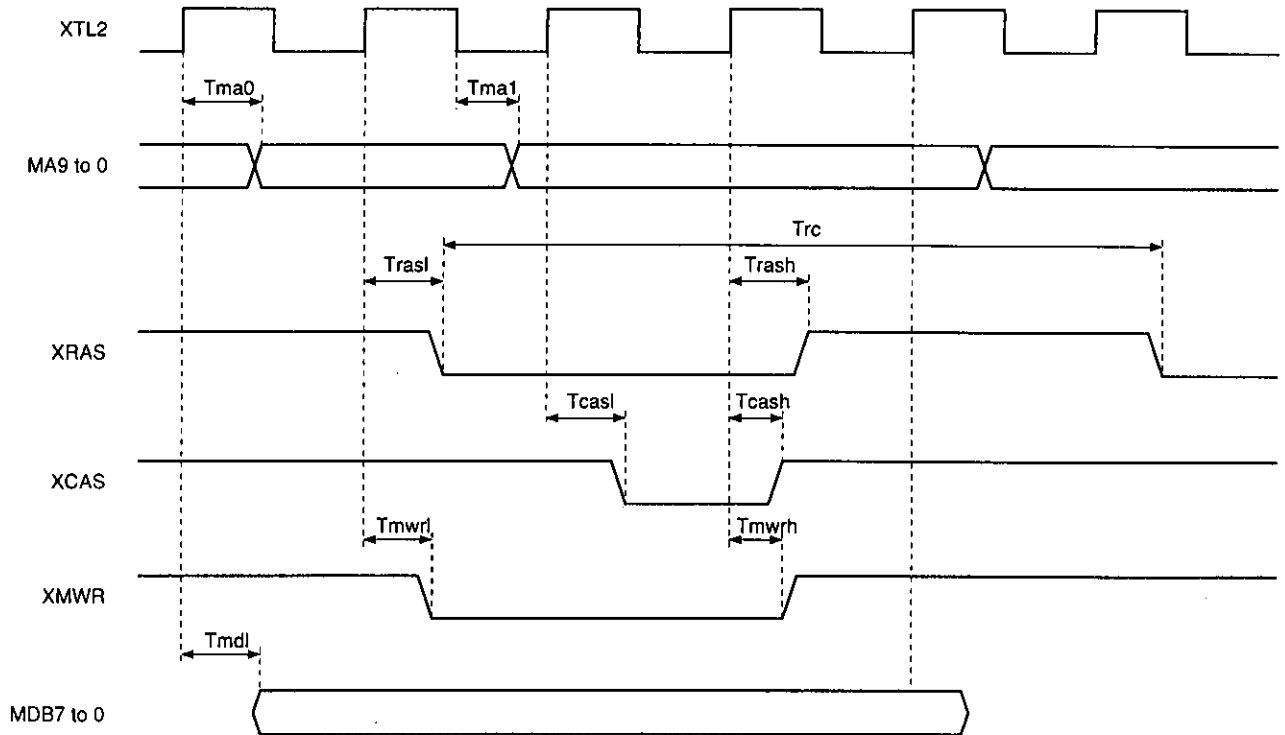 XTL2
Tma0
Tma1
MA9 to 0
Trc
Trasl
Trash
XRAS
Tcasl
Tcash
XCAS
Tmwrl
Tmwrh
XMWR
Tmdl
MDB7 to 0